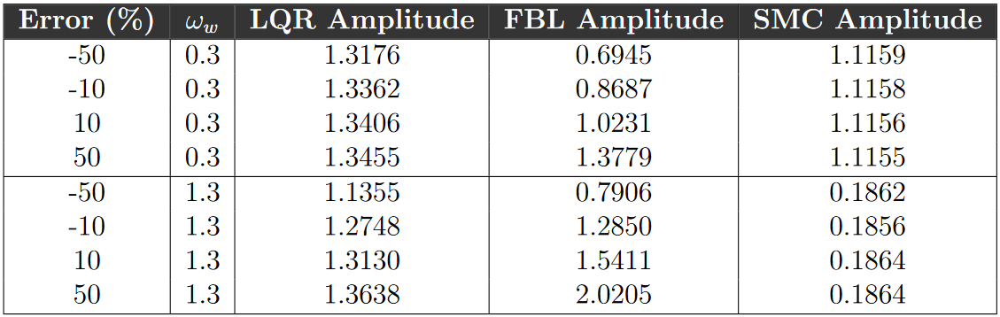 Error (%) ω_w LQR Amplitude FBL Amplitude SMC Amplitude
-50 0.3 1.3176 0.6945 1.1159
-10 0.3 1.3362 0.8687 1.1158
10 0.3 1.3406 1.0231 1.1156
50 0.3 1.3455 1.3779 1.1155
-50 1.3 1.1355 0.7906 0.1862
-10 1.3 1.2748 1.2850 0.1856
10 1.3 1.3130 1.5411 0.1864
50 1.3 1.3638 2.0205 0.1864